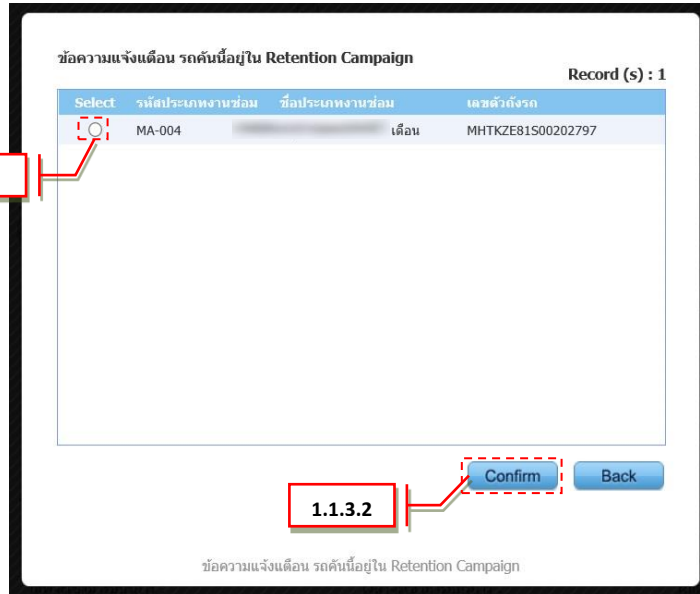 ข้อความแจ้งเตือน รถคันนี้อยู่ใน Retention Campaign
Record (s) : 1
Select รหัสประเภทงานซ่อม ชื่อประเภทงานซ่อม เลขตัวถังรถ
MA-004 เดือน MHTKZE81S00202797
Confirm Back
1.1.3.2
ข้อความแจ้งเตือน รถคันนี้อยู่ใน Retention Campaign